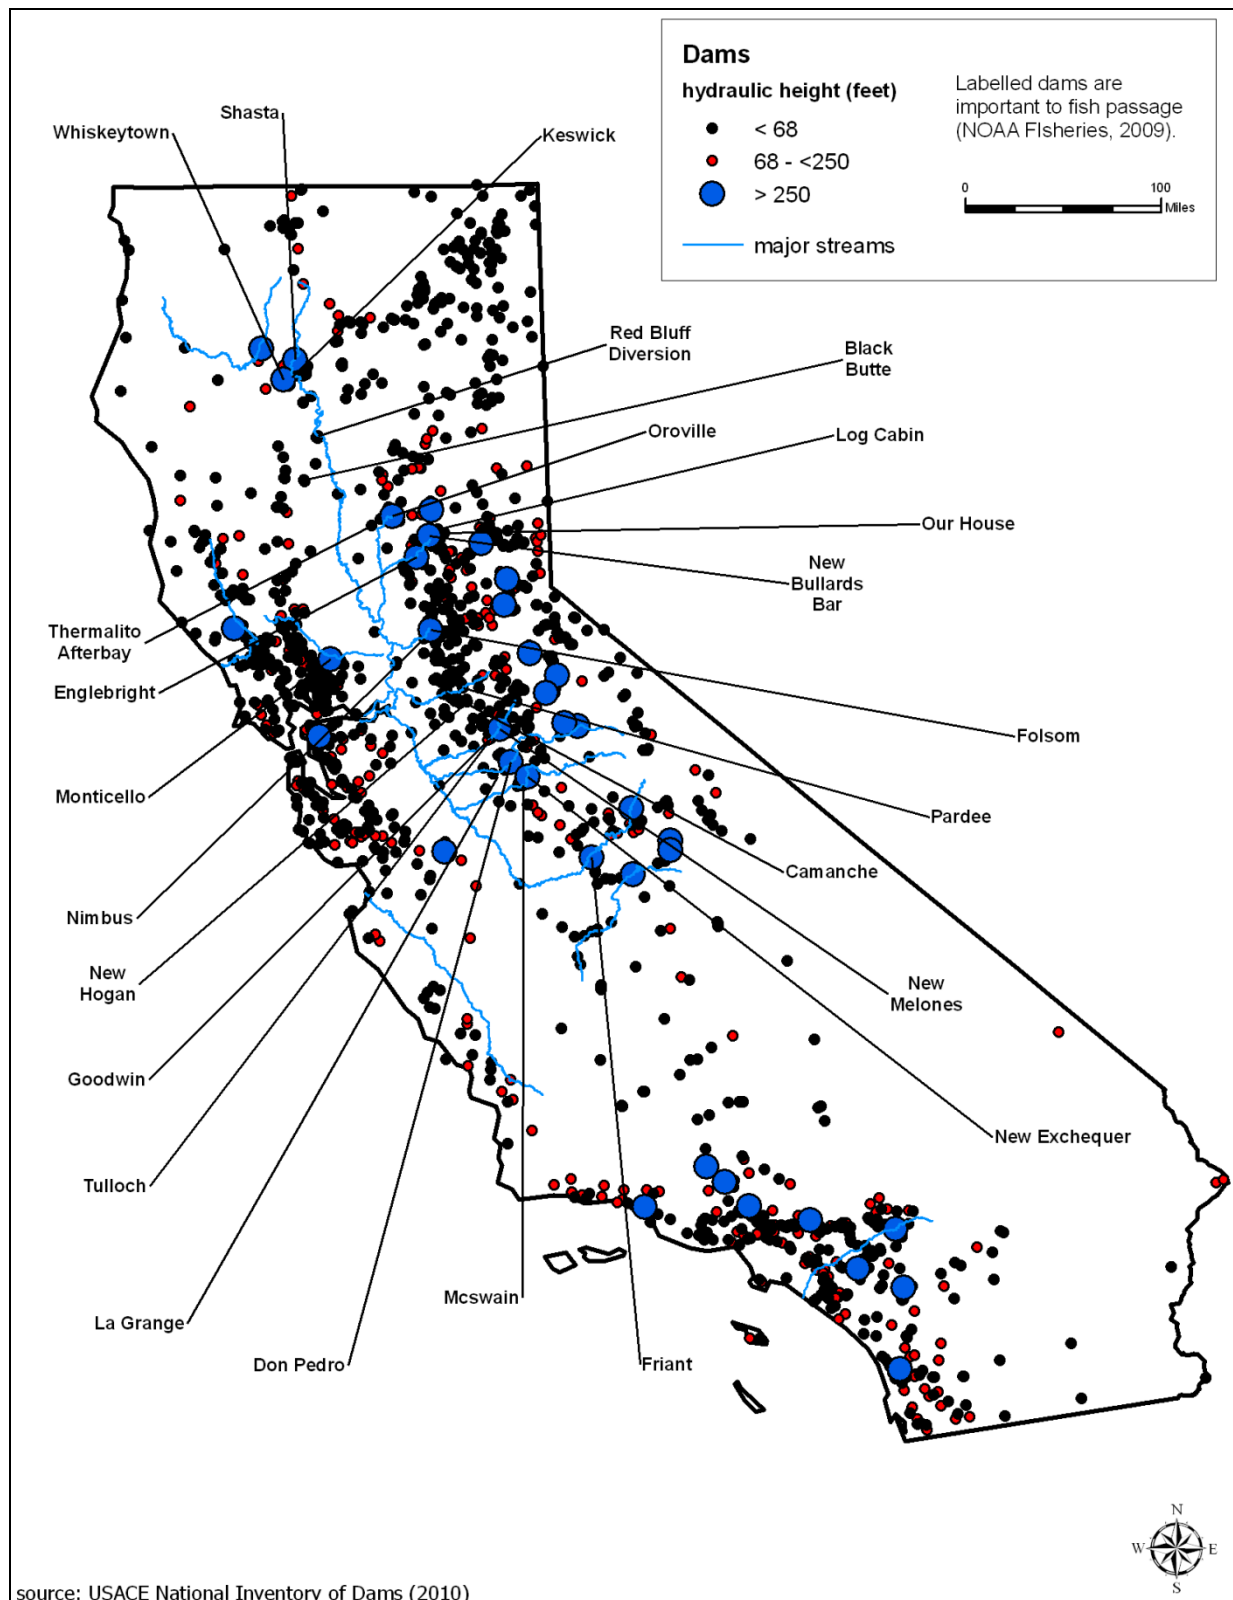 Dams
hydraulic height (feet)
< 68
68 - <250
> 250
major streams
Labelled dams are
important to fish passage
(NOAA FIsheries, 2009).
0
100
Miles
Shasta
Whiskeytown
Keswick
Red Bluff
Diversion
Black
Butte
Oroville
Log Cabin
Our House
New
Bullards
Bar
Thermalito
Afterbay
Englebright
Folsom
Monticello
Pardee
Camanche
Nimbus
New
Hogan
New
Melones
Goodwin
New Exchequer
Tulloch
Mcswain
La Grange
Don Pedro
Friant
N
W
E
S
source: USACE National Inventory of Dams (2010)